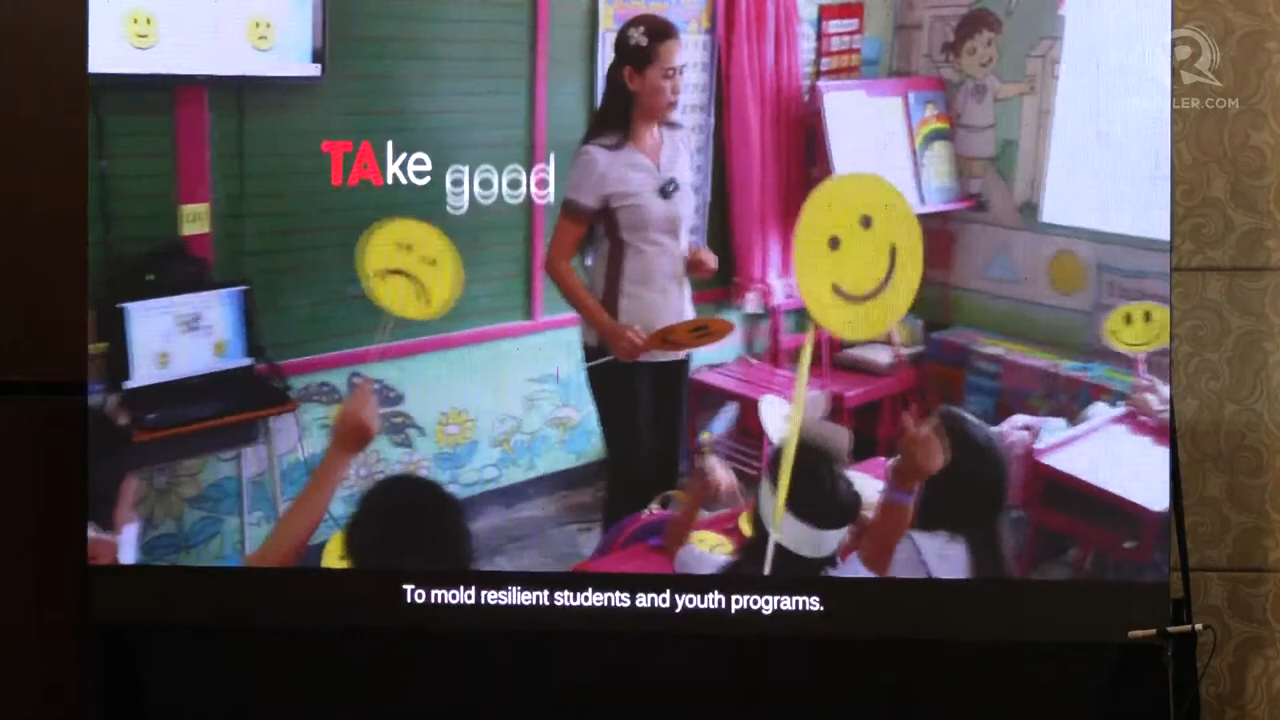 TAke good
R
RAPPLER.COM
To mold resilient students and youth programs.